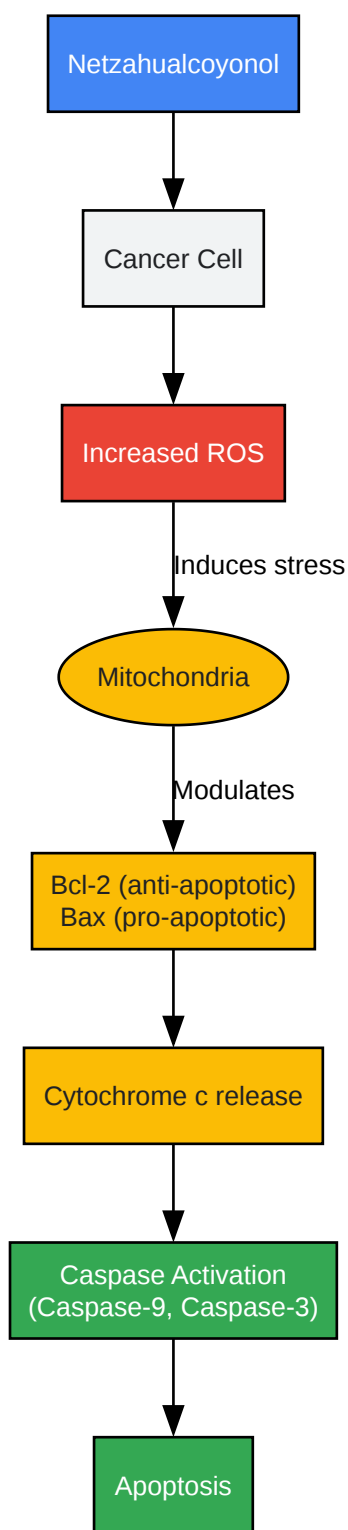 Netzahualcoyonol
Cancer Cell
Increased ROS
Induces stress
Mitochondria
Modulates
Bcl-2 (anti-apoptotic)
Bax (pro-apoptotic)
Cytochrome c release
Caspase Activation
(Caspase-9, Caspase-3)
Apoptosis